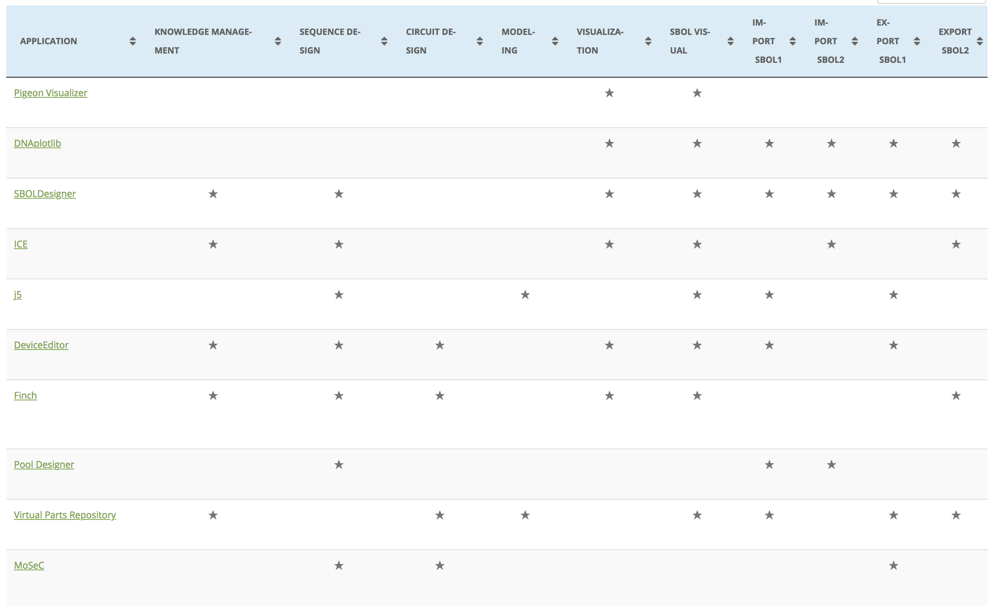 APPLICATION
KNOWLEDGE MANAGE-
MENT
SEQUENCE DE-
SIGN
CIRCUIT DE-
SIGN
MODEL-
ING
VISUALIZA-
TION
SBOL VIS-
UAL
IM-
PORT
SBOL1
IM-
PORT
SBOL2
EX-
PORT
SBOL1
EXPORT
SBOL2
Pigeon Visualizer ★ ★
DNAplotlib ★ ★ ★ ★ ★ ★
SBOLDesigner ★ ★ ★ ★ ★ ★ ★ ★
ICE ★ ★ ★ ★ ★ ★
j5 ★ ★ ★ ★ ★
DeviceEditor ★ ★ ★ ★ ★ ★ ★
Finch ★ ★ ★ ★ ★ ★
Pool Designer ★ ★ ★
Virtual Parts Repository ★ ★ ★ ★ ★ ★ ★
MoSeC ★ ★ ★